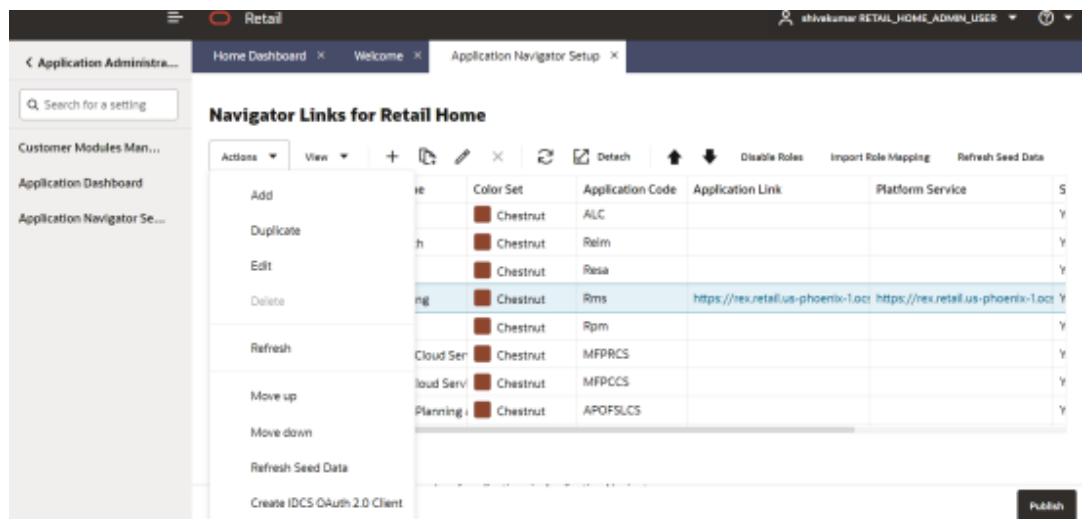 Retail
shivakumar RETAIL_HOME_ADMIN_USER
Application Administra...
Home Dashboard
Welcome
Application Navigator Setup
Search for a setting
Customer Modules Man...
Application Dashboard
Application Navigator Se...
Navigator Links for Retail Home
Actions View Detach Disable Roles Import Role Mapping Refresh Seed Data
Color Set Application Code Application Link Platform Service
Chestnut ALC
Chestnut Reim
Chestnut Resa
ng Chestnut Rms https://rex.retail.us-phoenix-1.ocs https://rex.retail.us-phoenix-1.ocs Y
Chestnut Rpm
Cloud Ser Chestnut MFPRCS
loud Servi Chestnut MFPCCS
Planning Chestnut APOFSLCS
Add
Duplicate
Edit
Delete
Refresh
Move up
Move down
Refresh Seed Data
Create IDCS OAuth 2.0 Client
Publish